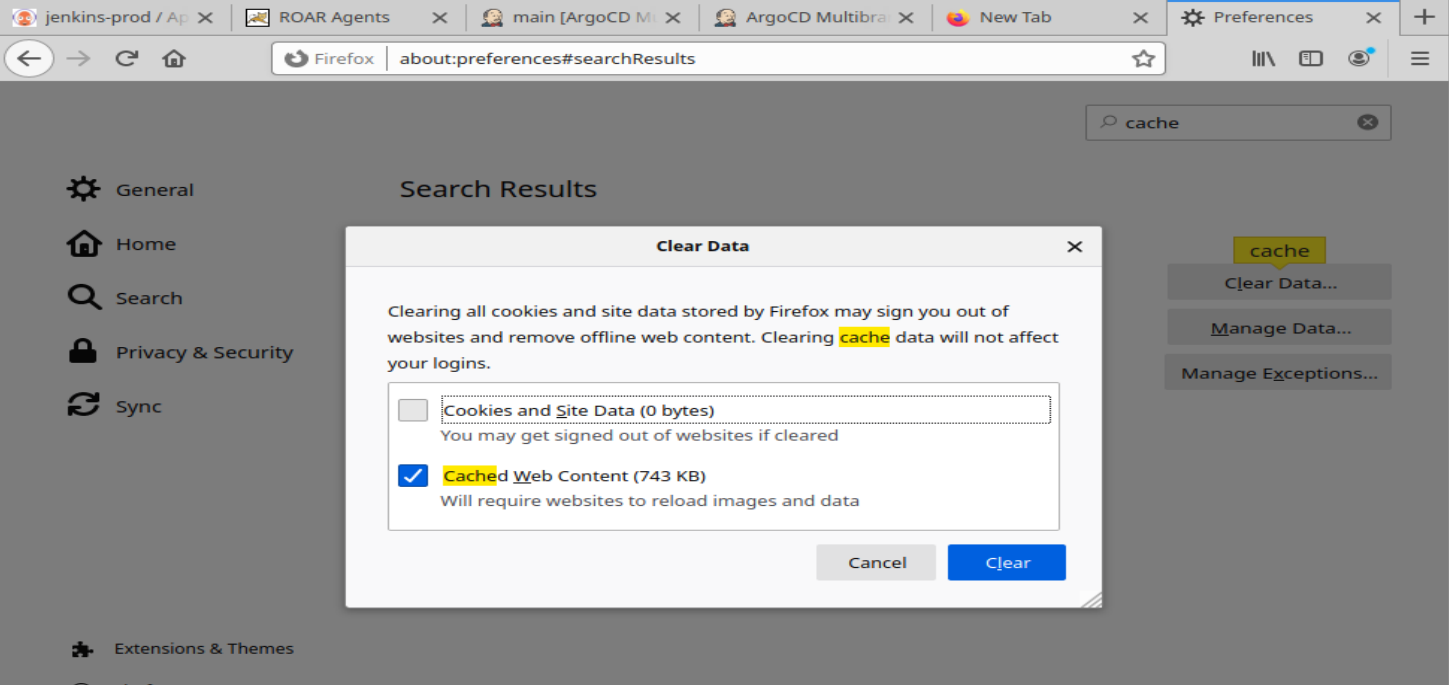 jenkins-prod / Ap
ROAR Agents
main [ArgoCD Mu
ArgoCD Multibra
New Tab
Preferences
Firefox
about:preferences#searchResults
cache
General
Search Results
Home
Search
Privacy & Security
Sync
cache
Clear Data...
Manage Data...
Manage Exceptions...
Clear Data
Clearing all cookies and site data stored by Firefox may sign you out of
websites and remove offline web content. Clearing cache data will not affect
your logins.
Cookies and Site Data (0 bytes)
You may get signed out of websites if cleared
Cached Web Content (743 KB)
Will require websites to reload images and data
Cancel
Clear
Extensions & Themes